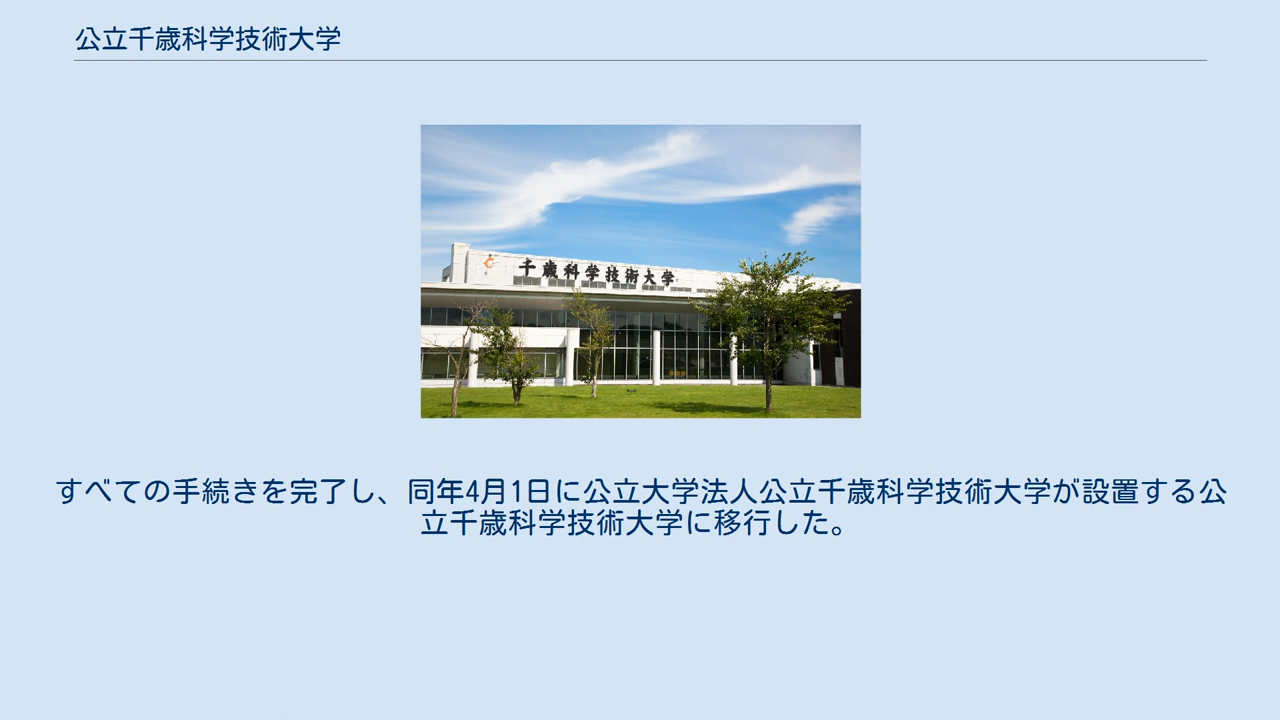 公立千歳科学技術大学
千歳科学技術大学
すべての手続きを完了し、同年4月1日に公立大学法人公立千歳科学技術大学が設置する公
立千歳科学技術大学に移行した。